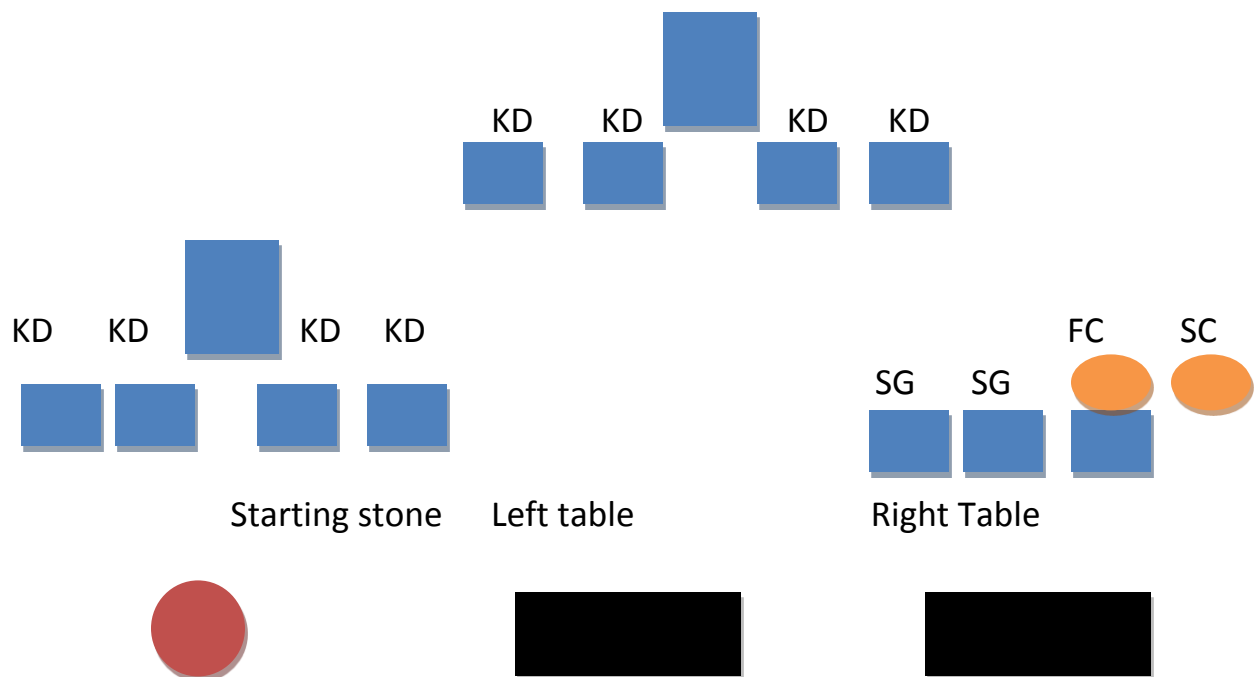 KD KD KD KD
KD KD KD KD
FC SC
SG SG
Starting stone Left table Right Table